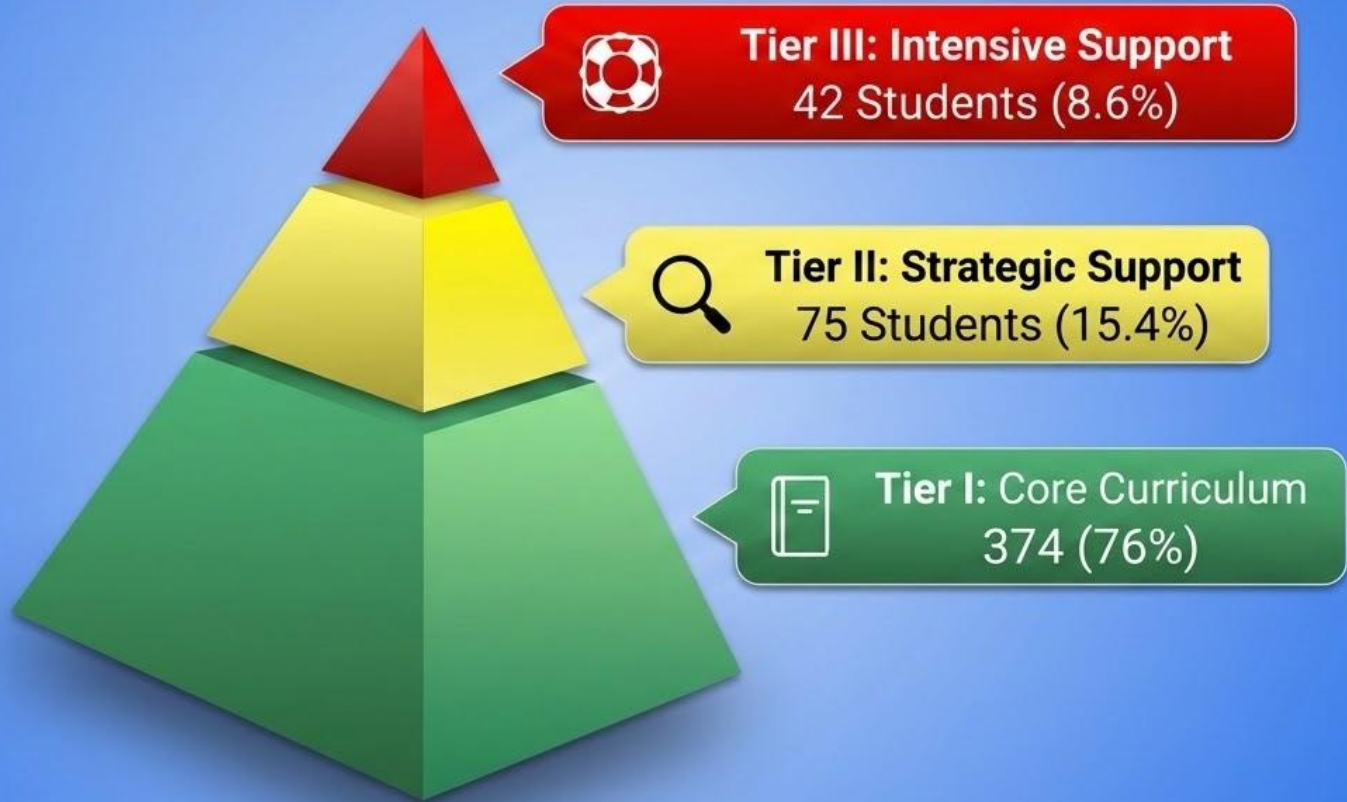 Tier III: Intensive Support
42 Students (8.6%)
Tier II: Strategic Support
75 Students (15.4%)
Tier I: Core Curriculum
374 (76%)